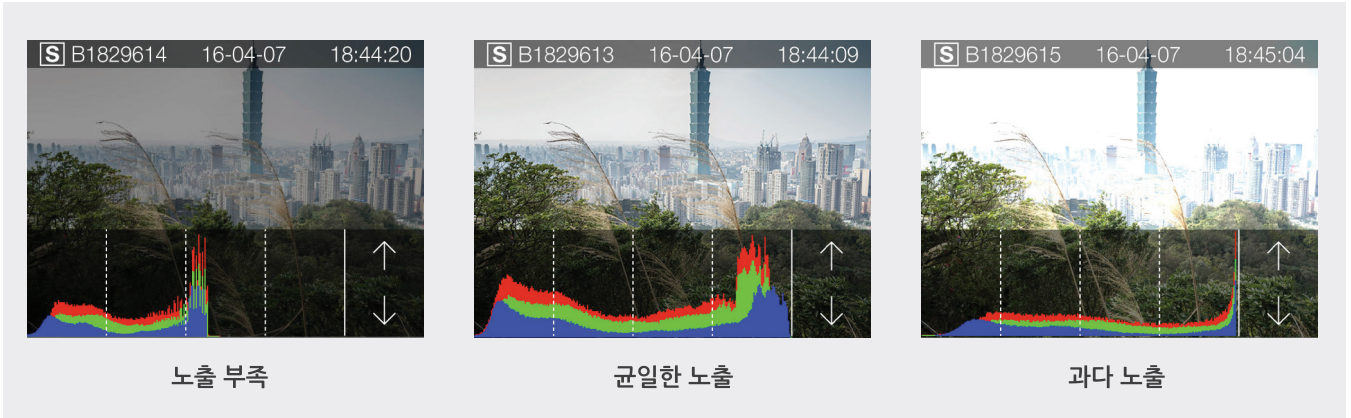 S B1829614 16-04-07 18:44:20
S B1829613 16-04-07 18:44:09
S B1829615 16-04-07 18:45:04
노출 부족
균일한 노출
과다 노출